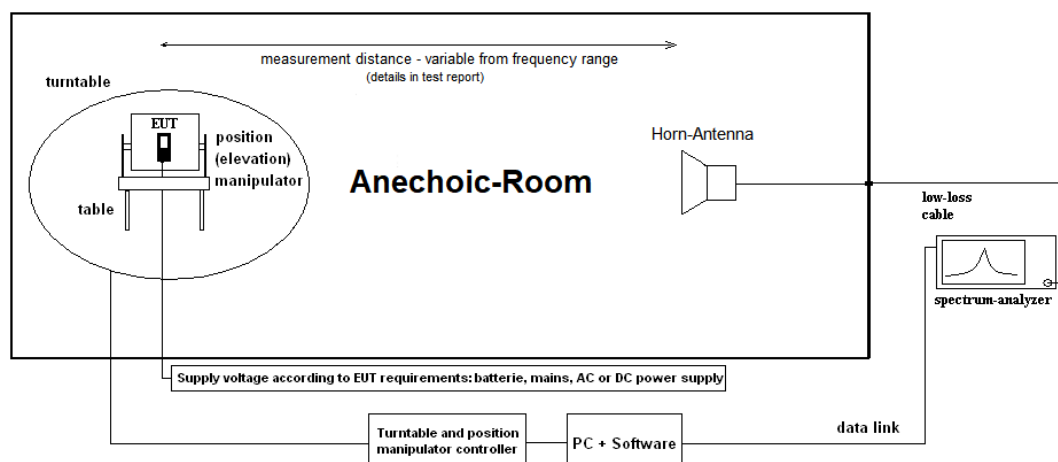 measurement distance - variable from frequency range
(details in test report)
turntable
EUT
position
(elevation)
manipulator
table
Anechoic-Room
Horn-Antenna
low-loss
cable
spectrum-analyzer
Supply voltage according to EUT requirements: batterie, mains, AC or DC power supply
Turntable and position
manipulator controller
PC + Software
data link